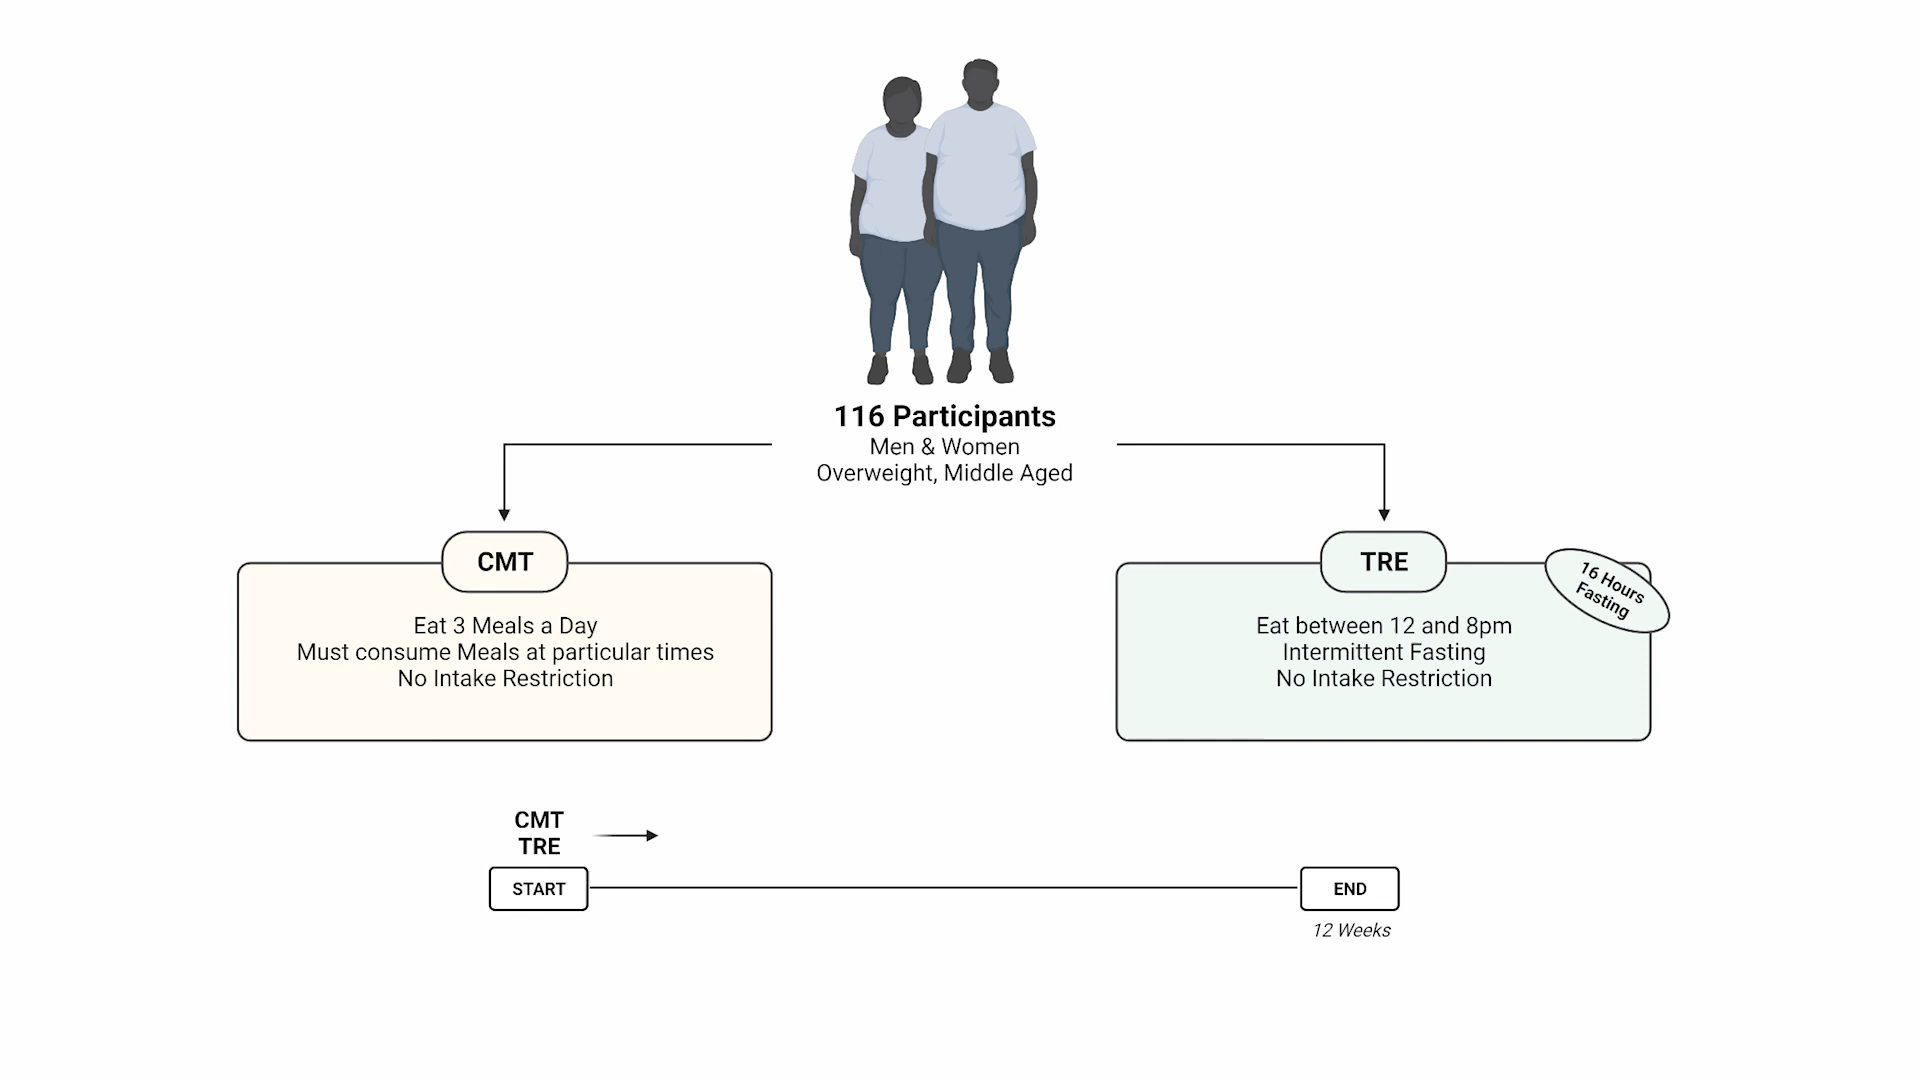 116 Participants
Men & Women
Overweight, Middle Aged
CMT
Eat 3 Meals a Day
Must consume Meals at particular times
No Intake Restriction
TRE
16 Hours
Fasting
Eat between 12 and 8pm
Intermittent Fasting
No Intake Restriction
CMT
TRE
START
END
12 Weeks